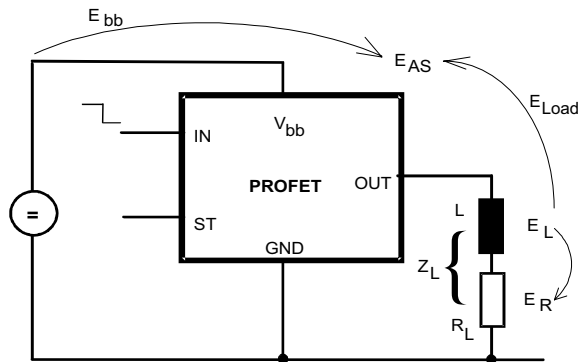 E bb
E AS
E Load
IN
V bb
PROFET
OUT
ST
GND
=
L
E L
Z L
{
E R
R L